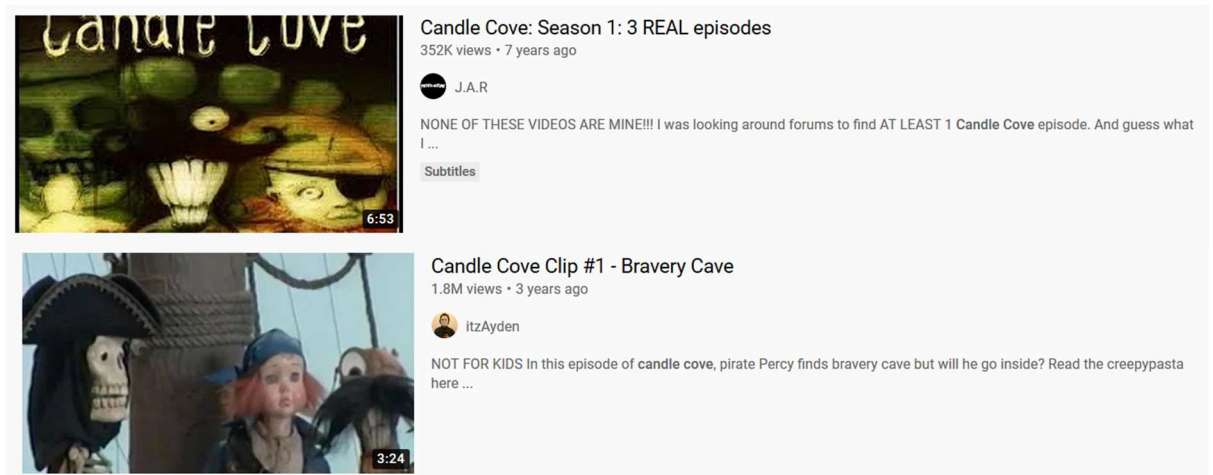 Candle Cove
Candle Cove: Season 1: 3 REAL episodes
352K views • 7 years ago
J.A.R
NONE OF THESE VIDEOS ARE MINE!!! I was looking around forums to find AT LEAST 1 Candle Cove episode. And guess what
I ...
Subtitles
6:53
Candle Cove Clip #1 - Bravery Cave
1.8M views • 3 years ago
itzAyden
NOT FOR KIDS In this episode of candle cove, pirate Percy finds bravery cave but will he go inside? Read the creepypasta
here ...
3:24